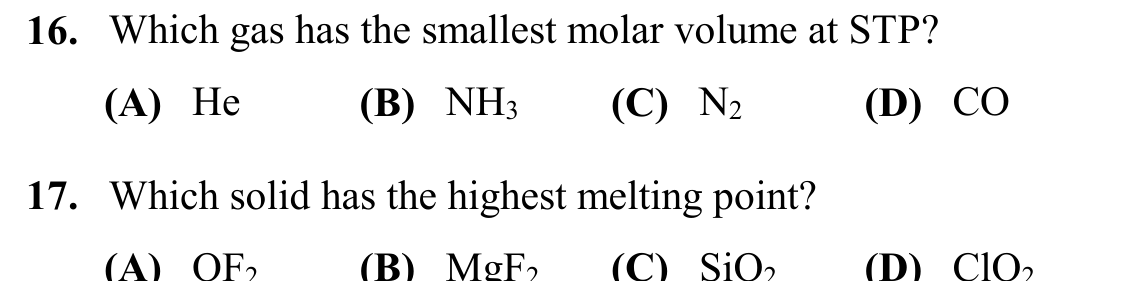 16. Which gas has the smallest molar volume at STP?
(A) He (B) NH₃ (C) N₂ (D) CO
17. Which solid has the highest melting point?
(A) OF₂ (B) MgF₂ (C) SiO₂ (D) ClO₂